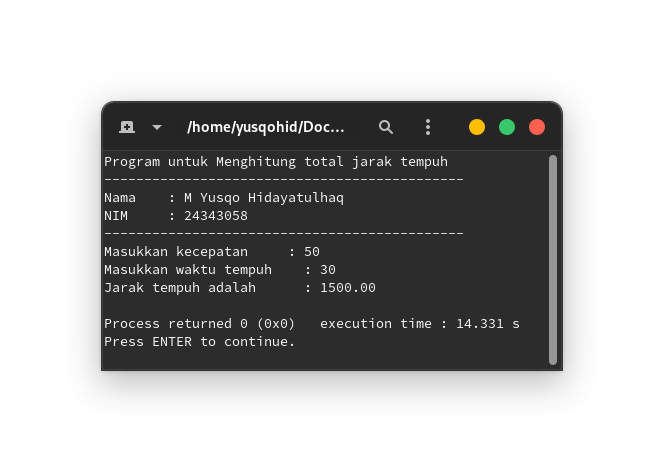 /home/yusqohid/Doc...
Program untuk Menghitung total jarak tempuh
---------------------------------------------
Nama    : M Yusqo Hidayatulhaq
NIM     : 24343058
---------------------------------------------
Masukkan kecepatan     : 50
Masukkan waktu tempuh    : 30
Jarak tempuh adalah      : 1500.00
Process returned 0 (0x0)   execution time : 14.331 s
Press ENTER to continue.